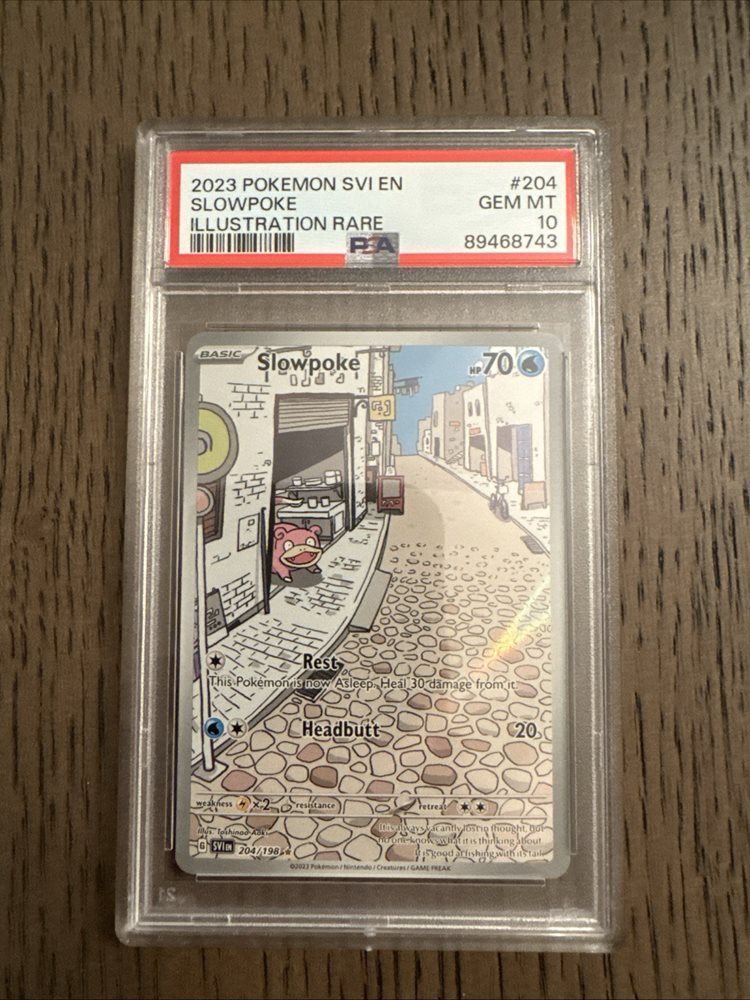 2023 POKEMON SVI EN #204
SLOWPOKE GEM MT
ILLUSTRATION RARE 10
PSA 89468743
BASIC Slowpoke HP70
Rest
This Pokémon is now Asleep. Heal 30 damage from it.
Headbutt 20
weakness ×2 resistance retreat
Illus. Toshinao Aoki
It is always vacantly lost in thought, but
no one knows what it is thinking about.
It is good at fishing with its tail.
G SVI EN 204/198
©2023 Pokémon / Nintendo / Creatures / GAME FREAK